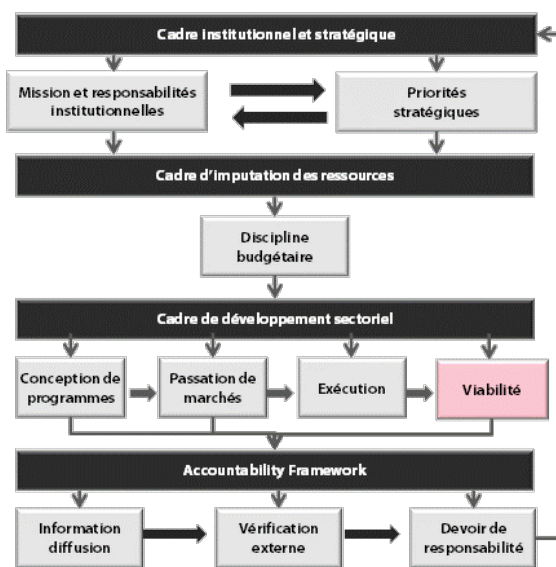 Cadre institutionnel et stratégique
Mission et responsabilités
institutionnelles
Priorités
stratégiques
Cadre d'imputation des ressources
Discipline
budgétaire
Cadre de développement sectoriel
Conception de
programmes
Passation de
marchés
Exécution
Viabilité
Accountability Framework
Information
diffusion
Vérification
externe
Devoir de
responsabilité